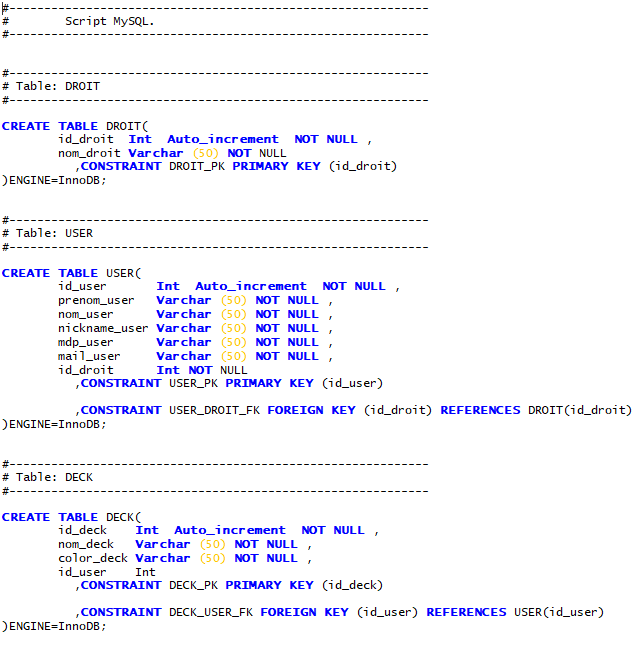 #------------------------------------------------------------
#        Script MySQL.
#------------------------------------------------------------
#------------------------------------------------------------
# Table: DROIT
#------------------------------------------------------------
CREATE TABLE DROIT(
        id_droit  Int  Auto_increment  NOT NULL ,
        nom_droit Varchar (50) NOT NULL
	,CONSTRAINT DROIT_PK PRIMARY KEY (id_droit)
)ENGINE=InnoDB;
#------------------------------------------------------------
# Table: USER
#------------------------------------------------------------
CREATE TABLE USER(
        id_user       Int  Auto_increment  NOT NULL ,
        prenom_user   Varchar (50) NOT NULL ,
        nom_user      Varchar (50) NOT NULL ,
        nickname_user Varchar (50) NOT NULL ,
        mdp_user      Varchar (50) NOT NULL ,
        mail_user     Varchar (50) NOT NULL ,
        id_droit      Int NOT NULL
	,CONSTRAINT USER_PK PRIMARY KEY (id_user)
	,CONSTRAINT USER_DROIT_FK FOREIGN KEY (id_droit) REFERENCES DROIT(id_droit)
)ENGINE=InnoDB;
#------------------------------------------------------------
# Table: DECK
#------------------------------------------------------------
CREATE TABLE DECK(
        id_deck    Int  Auto_increment  NOT NULL ,
        nom_deck   Varchar (50) NOT NULL ,
        color_deck Varchar (50) NOT NULL ,
        id_user    Int
	,CONSTRAINT DECK_PK PRIMARY KEY (id_deck)
	,CONSTRAINT DECK_USER_FK FOREIGN KEY (id_user) REFERENCES USER(id_user)
)ENGINE=InnoDB;